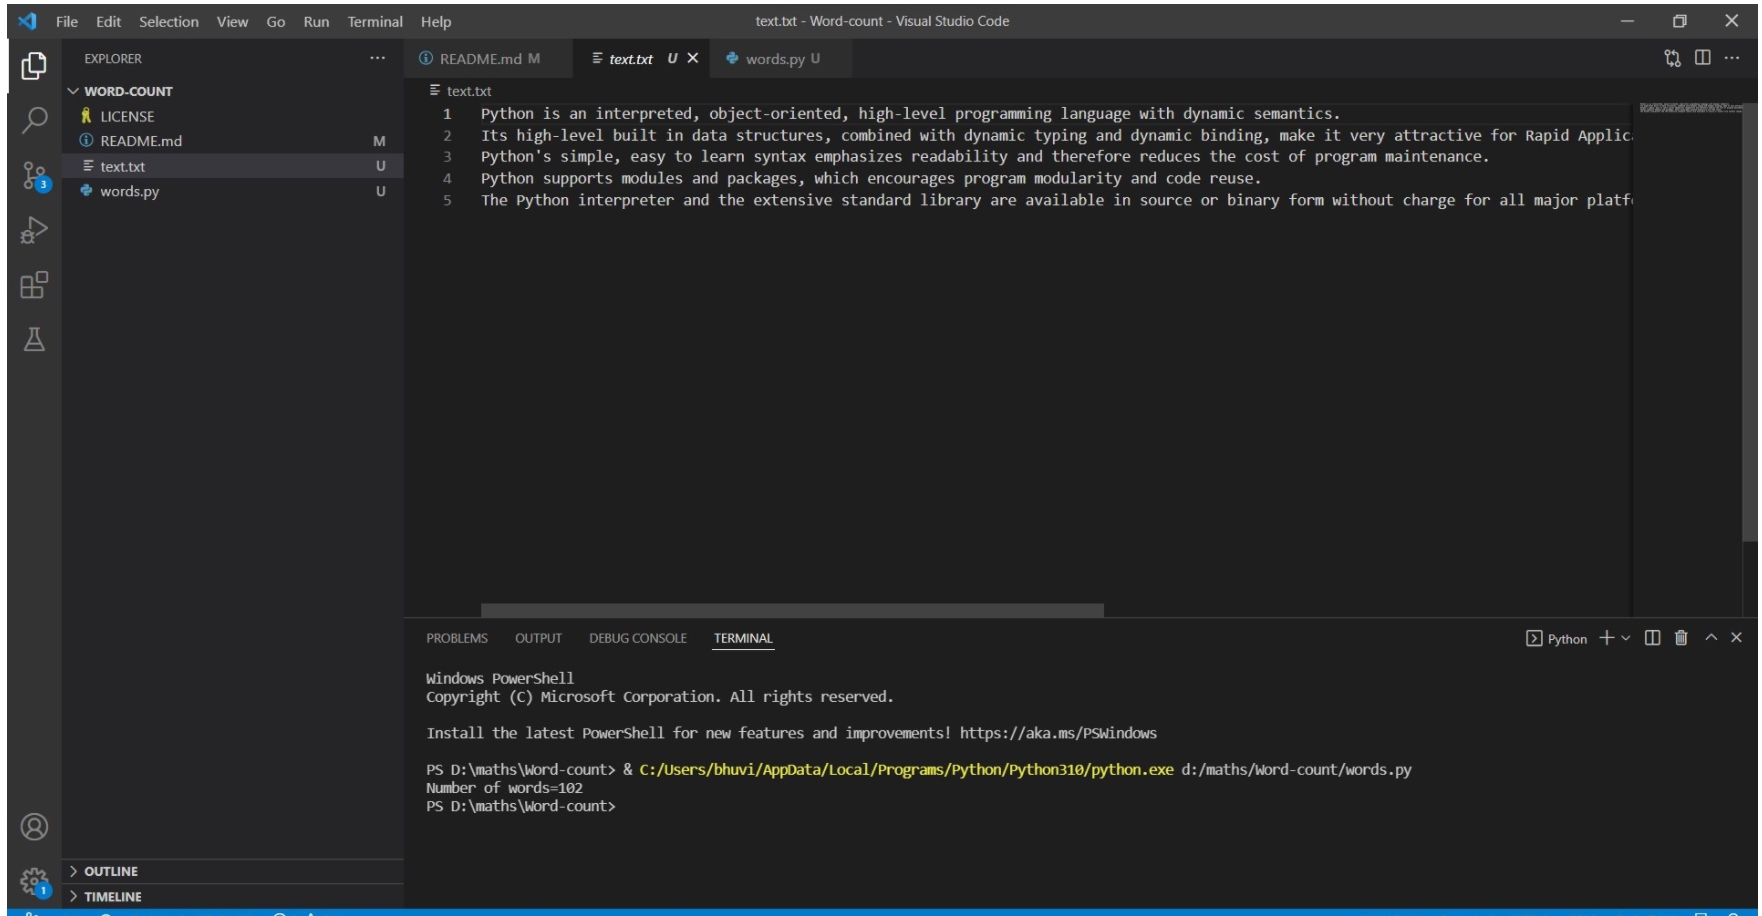 File Edit Selection View Go Run Terminal Help
text.txt - Word-count - Visual Studio Code
EXPLORER
README.md M
text.txt U
words.py U
WORD-COUNT
LICENSE
README.md M
text.txt U
words.py U
3
text.txt
1 Python is an interpreted, object-oriented, high-level programming language with dynamic semantics.
2 Its high-level built in data structures, combined with dynamic typing and dynamic binding, make it very attractive for Rapid Applic
3 Python's simple, easy to learn syntax emphasizes readability and therefore reduces the cost of program maintenance.
4 Python supports modules and packages, which encourages program modularity and code reuse.
5 The Python interpreter and the extensive standard library are available in source or binary form without charge for all major platf
PROBLEMS OUTPUT DEBUG CONSOLE TERMINAL
Python
Windows PowerShell
Copyright (C) Microsoft Corporation. All rights reserved.
Install the latest PowerShell for new features and improvements! https://aka.ms/PSWindows
PS D:\maths\Word-count> & C:/Users/bhuvi/AppData/Local/Programs/Python/Python310/python.exe d:/maths/Word-count/words.py
Number of words=102
PS D:\maths\Word-count>
OUTLINE
1
TIMELINE